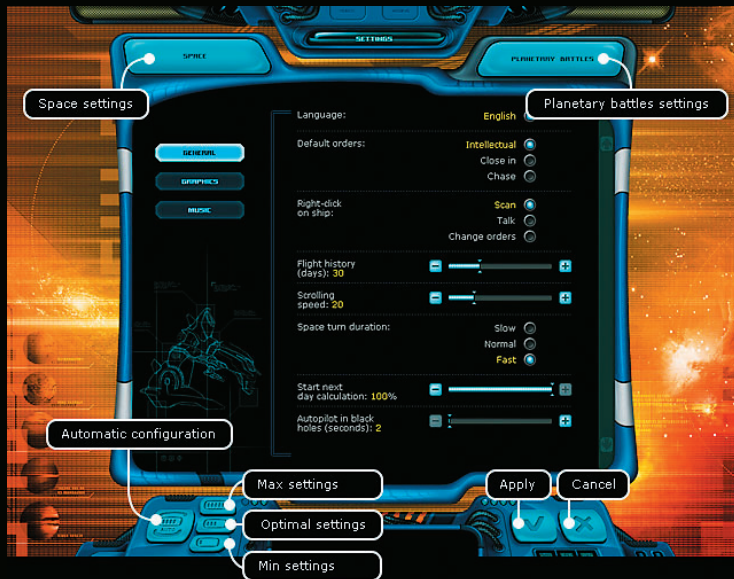 SETTINGS
SPACE
PLANETARY BATTLES
Space settings
Planetary battles settings
Language: English
GENERAL
Default orders: Intellectual
Close in
Chase
GRAPHICS
MUSIC
Right-click
on ship:
Scan
Talk
Change orders
Flight history
(days): 30
Scrolling
speed: 20
Space turn duration: Slow
Normal
Fast
Start next
day calculation: 100%
Autopilot in black
holes (seconds): 2
Automatic configuration
Max settings
Apply
Cancel
Optimal settings
Min settings